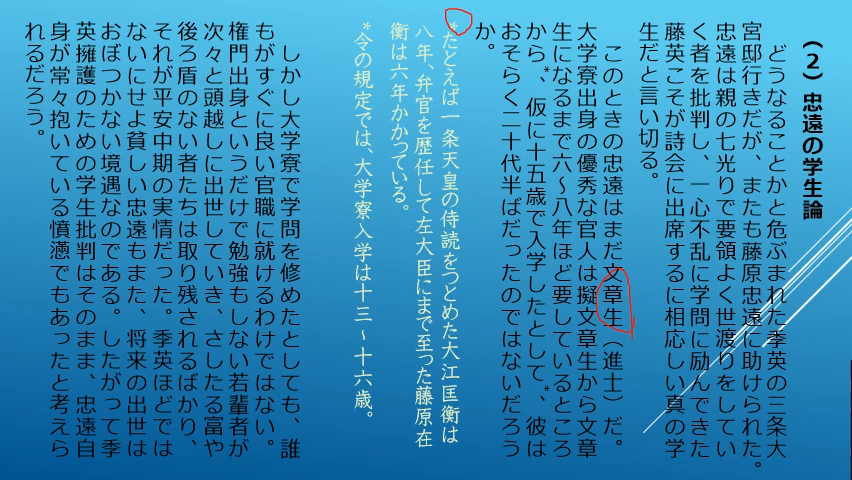 （２）忠遠の学生論
どうなることかと危ぶまれた季英の三条大
宮邸行きだが、またも藤原忠遠に助けられた。
忠遠は親の七光りで要領よく世渡りをしてい
く者を批判し、一心不乱に学問に励んできた
藤英こそが詩会に出席するに相応しい真の学
生だと言い切る。
このときの忠遠はまだ文章生（進士）だ。
大学寮出身の優秀な官人は擬文章生から文章
生になるまで六～八年ほど要しているところ
から*、仮に十五歳で入学したとして*、彼は
おそらく二十代半ばだったのではないだろう
か。
*たとえば一条天皇の侍読をつとめた大江匡衡は
八年、弁官を歴任して左大臣にまで至った藤原在
衡は六年かかっている。
*令の規定では、大学寮入学は十三～十六歳。
しかし大学寮で学問を修めたとしても、誰
もがすぐに良い官職に就けるわけではない。
権門出身というだけで勉強もしない若輩者が
次々と頭越しに出世していき、さしたる富や
後ろ盾のない者たちは取り残されるばかり、
それが平安中期の実情だった。季英ほどでは
ないにせよ貧しい忠遠もまた、将来の出世は
おぼつかない境遇なのである。したがって季
英擁護のための学生批判はそのまま、忠遠自
身が常々抱いている憤懣でもあったと考えら
れるだろう。